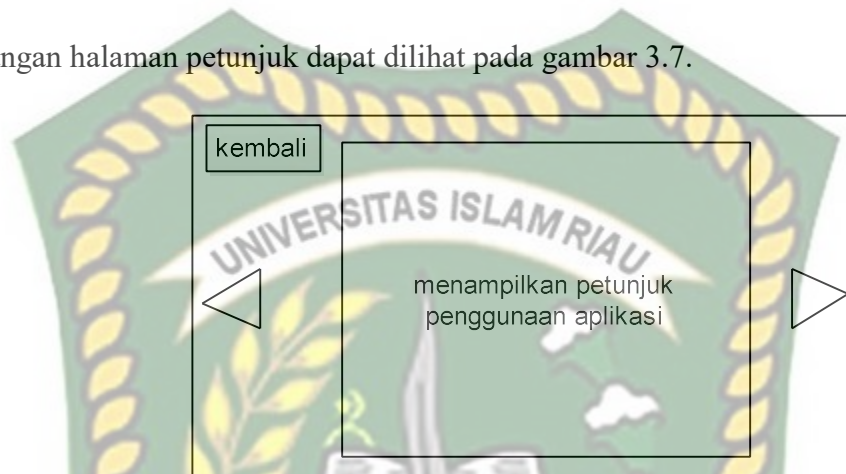 ngan halaman petunjuk dapat dilihat pada gambar 3.7.
kembali
UNIVERSITAS ISLAM RIAU
menampilkan petunjuk
penggunaan aplikasi